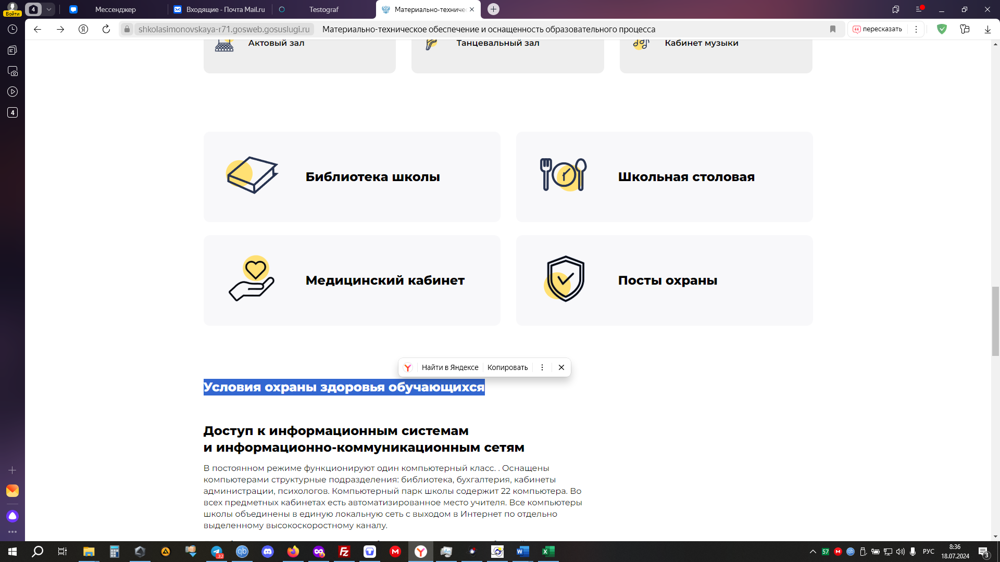 Войти
4
Мессенджер
Входящие - Почта Mail.ru
Testograf
Материально-техниче
shkolasimonovskaya-r71.gosweb.gosuslugi.ru
Материально-техническое обеспечение и оснащенность образовательного процесса
пересказать
4
Актовый зал
Танцевальный зал
Кабинет музыки
Библиотека школы
Школьная столовая
Медицинский кабинет
Посты охраны
Найти в Яндексе
Копировать
Условия охраны здоровья обучающихся
Доступ к информационным системам
и информационно-коммуникационным сетям
В постоянном режиме функционируют один компьютерный класс. . Оснащены
компьютерами структурные подразделения: библиотека, бухгалтерия, кабинеты
администрации, психологов. Компьютерный парк школы содержит 22 компьютера. Во
всех предметных кабинетах есть автоматизированное место учителя. Все компьютеры
школы объединены в единую локальную сеть с выходом в Интернет по отдельно
выделенному высокоскоростному каналу.
32
qb
57
РУС
8:36
18.07.2024
3